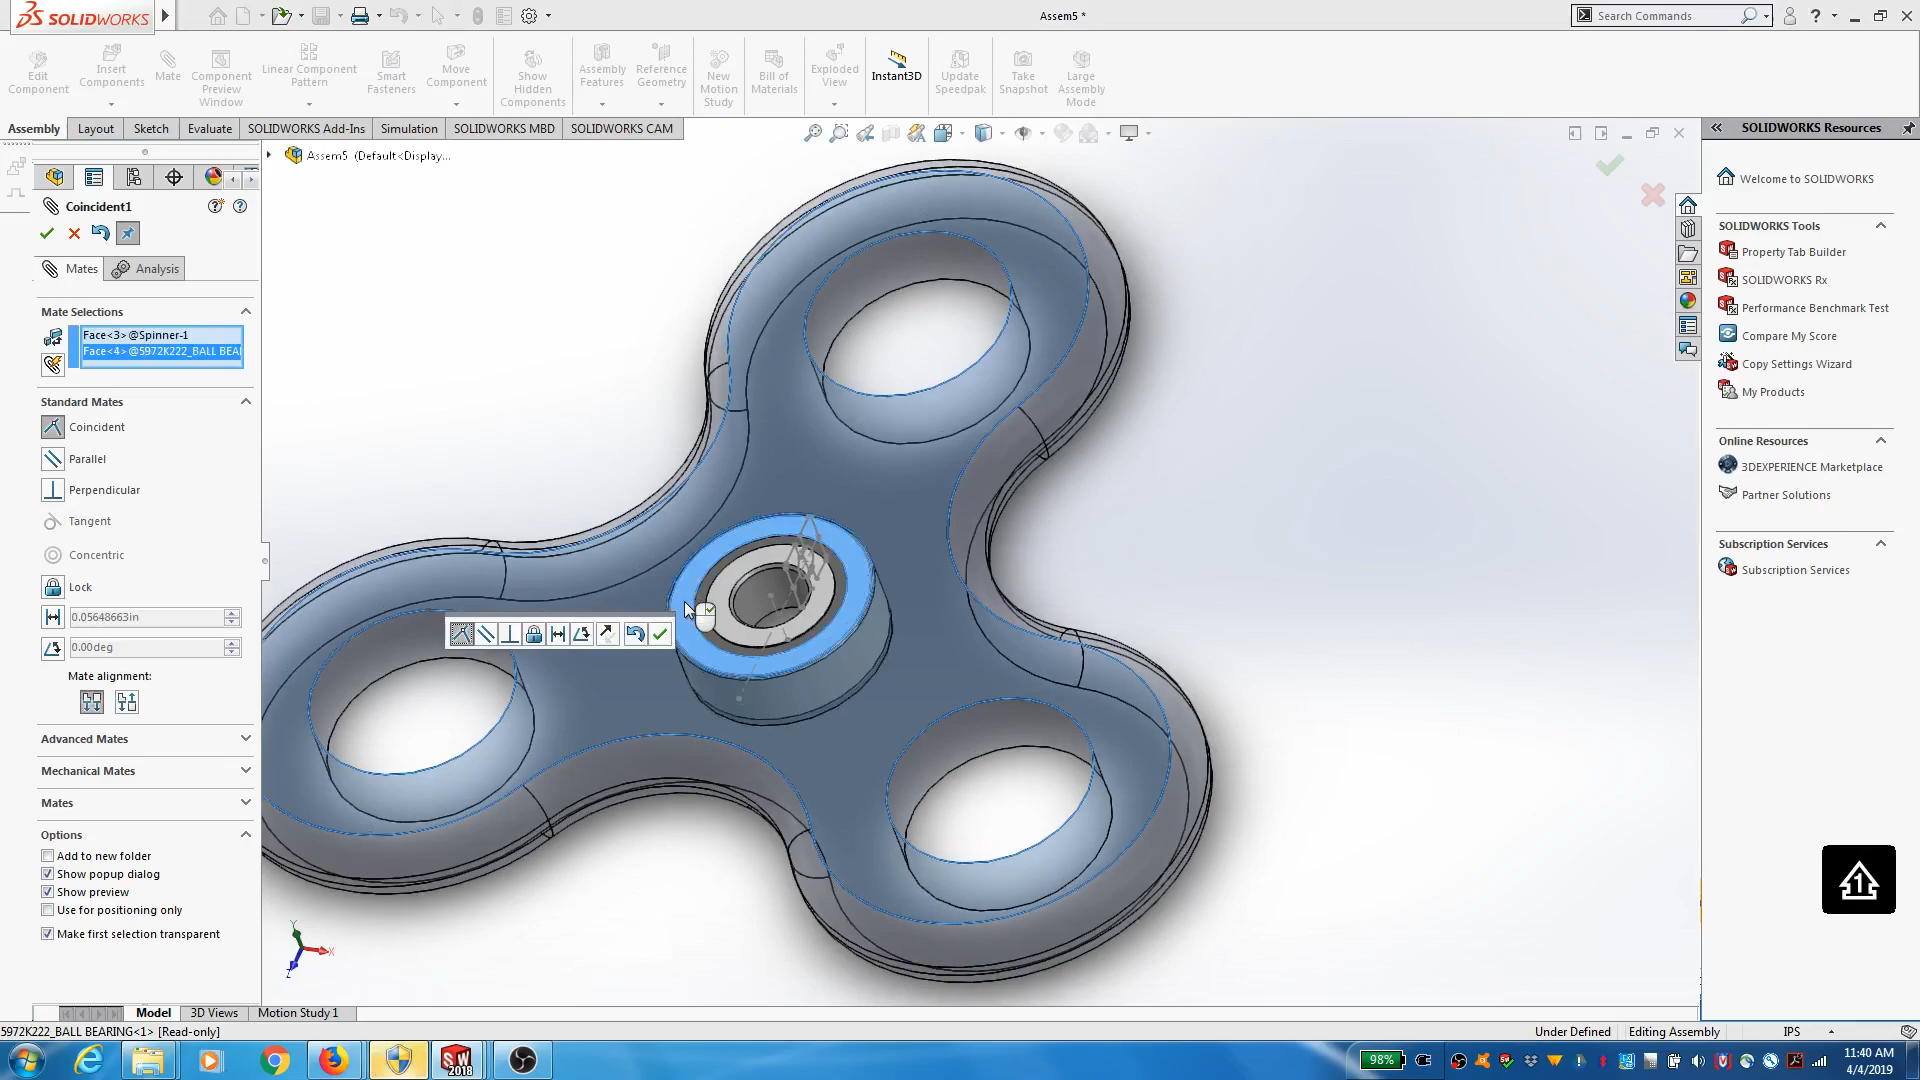 SOLIDWORKS
Assem5 *
Search Commands
Edit Component
Insert Components
Mate
Component Preview Window
Linear Component Pattern
Smart Fasteners
Move Component
Show Hidden Components
Assembly Features
Reference Geometry
New Motion Study
Bill of Materials
Exploded View
Instant3D
Update Speedpak
Take Snapshot
Large Assembly Mode
Assembly
Layout
Sketch
Evaluate
SOLIDWORKS Add-Ins
Simulation
SOLIDWORKS MBD
SOLIDWORKS CAM
Assem5 (Default<Display...
Coincident1
Mates
Analysis
Mate Selections
Face<3> @Spinner-1
Face<4> @5972K222_BALL BEA
Standard Mates
Coincident
Parallel
Perpendicular
Tangent
Concentric
Lock
0.05648663in
0.00deg
Mate alignment:
Advanced Mates
Mechanical Mates
Mates
Options
Add to new folder
Show popup dialog
Show preview
Use for positioning only
Make first selection transparent
Y
X
Z
Model
3D Views
Motion Study 1
SOLIDWORKS Resources
Welcome to SOLIDWORKS
SOLIDWORKS Tools
Property Tab Builder
SOLIDWORKS Rx
Performance Benchmark Test
Compare My Score
Copy Settings Wizard
My Products
Online Resources
3DEXPERIENCE Marketplace
Partner Solutions
Subscription Services
Subscription Services
1
5972K222_BALL BEARING<1> [Read-only]
Under Defined
Editing Assembly
IPS
SW
2018
98%
11:40 AM
4/4/2019